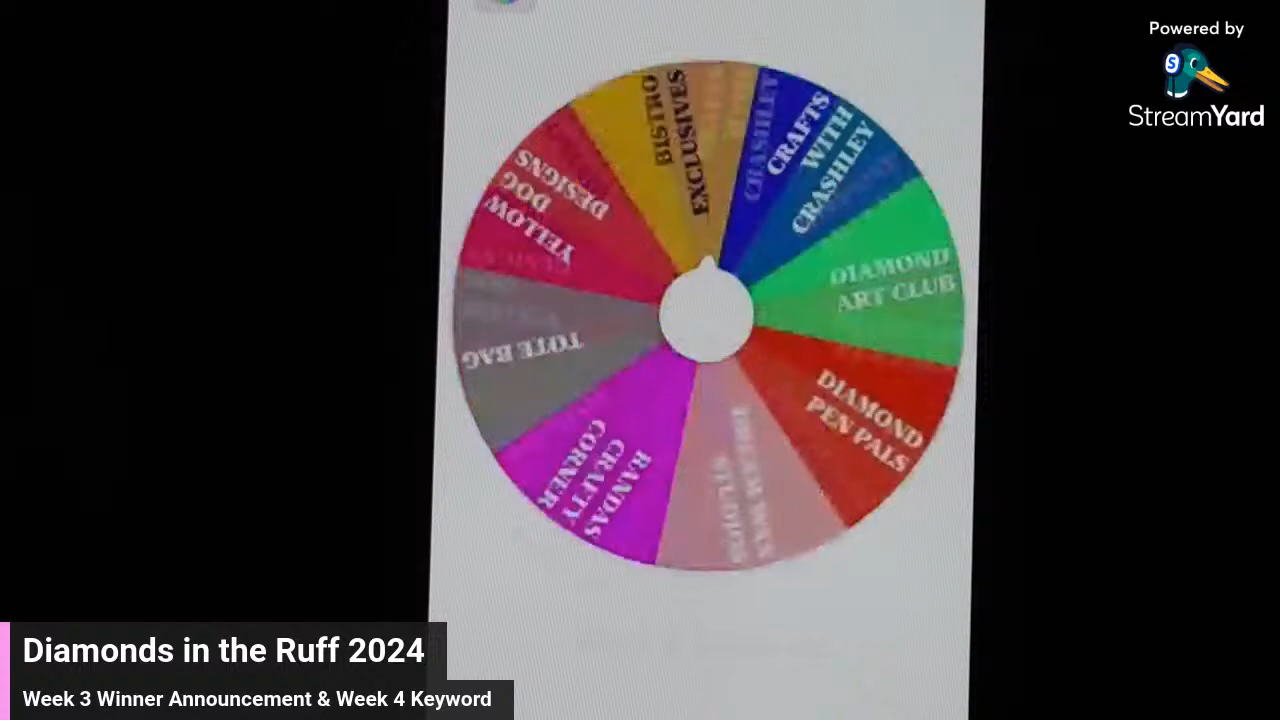 Powered by
StreamYard
BISTRO
EXCLUSIVES
CRASHLEY
CRAFTS
WITH
CRASHLEY
DIAMOND
ART CLUB
DIAMOND
PEN PALS
RANDAS
CRAFTY
CORNER
TOTE BAG
YELLOW
DOG
DESIGNS
Diamonds in the Ruff 2024
Week 3 Winner Announcement & Week 4 Keyword